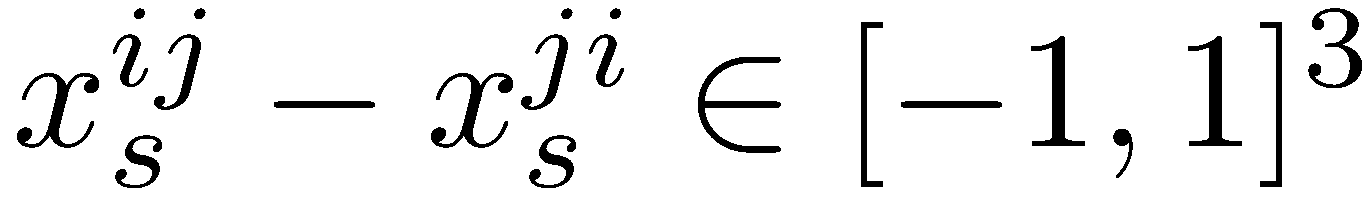 $x_s^{ij} - x_s^{ji} \in [-1, 1]^3$